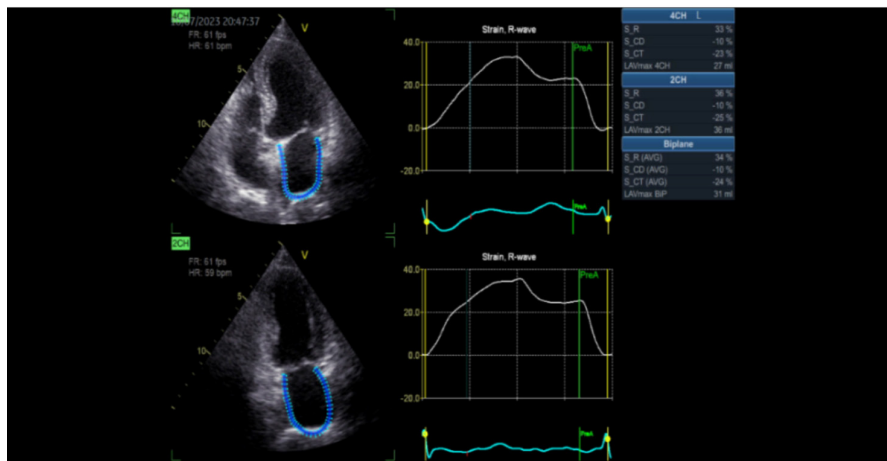 4CH
/07/2023 20:47:37
FR: 61 fps
HR: 61 bpm
V
5
10
Strain, R-wave
40.0
20.0
0.0
-20.0
PreA
PreA
4CH
S_R 33 %
S_CD -10 %
S_CT -23 %
LAVmax 4CH 27 ml
2CH
S_R 36 %
S_CD -10 %
S_CT -25 %
LAVmax 2CH 36 ml
Biplane
S_R (AVG) 34 %
S_CD (AVG) -10 %
S_CT (AVG) -24 %
LAVmax BiP 31 ml
2CH
FR: 61 fps
HR: 59 bpm
V
5
10
Strain, R-wave
40.0
20.0
0.0
-20.0
PreA
PreA